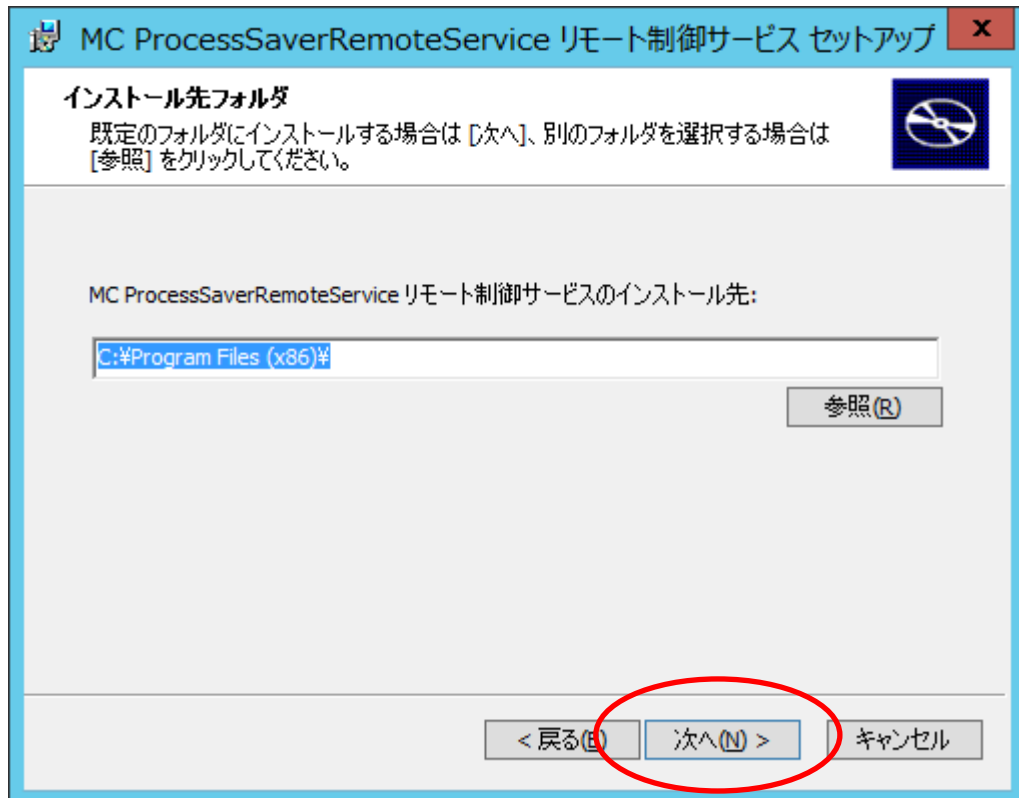 MC ProcessSaverRemoteService リモート制御サービス セットアップ
x
インストール先フォルダ
既定のフォルダにインストールする場合は [次へ]、別のフォルダを選択する場合は
[参照] をクリックしてください。
MC ProcessSaverRemoteService リモート制御サービスのインストール先:
C:¥Program Files (x86)¥
参照(R)
< 戻る(B)
次へ(N) >
キャンセル